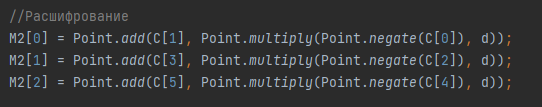 //Расшифрование
M2[0] = Point.add(C[1], Point.multiply(Point.negate(C[0]), d));
M2[1] = Point.add(C[3], Point.multiply(Point.negate(C[2]), d));
M2[2] = Point.add(C[5], Point.multiply(Point.negate(C[4]), d));